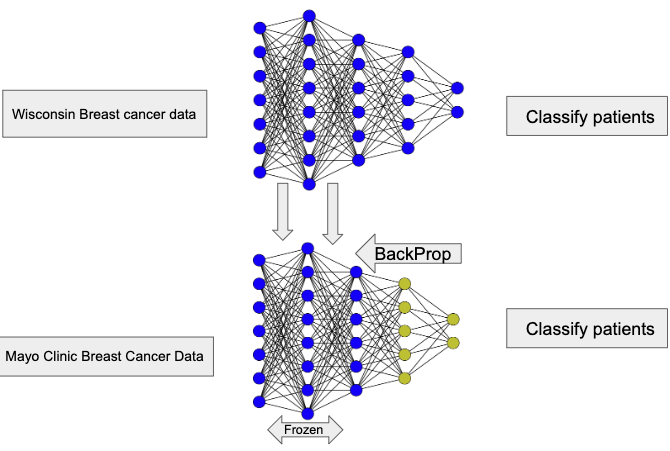 Wisconsin Breast cancer data
Classify patients
BackProp
Mayo Clinic Breast Cancer Data
Classify patients
Frozen